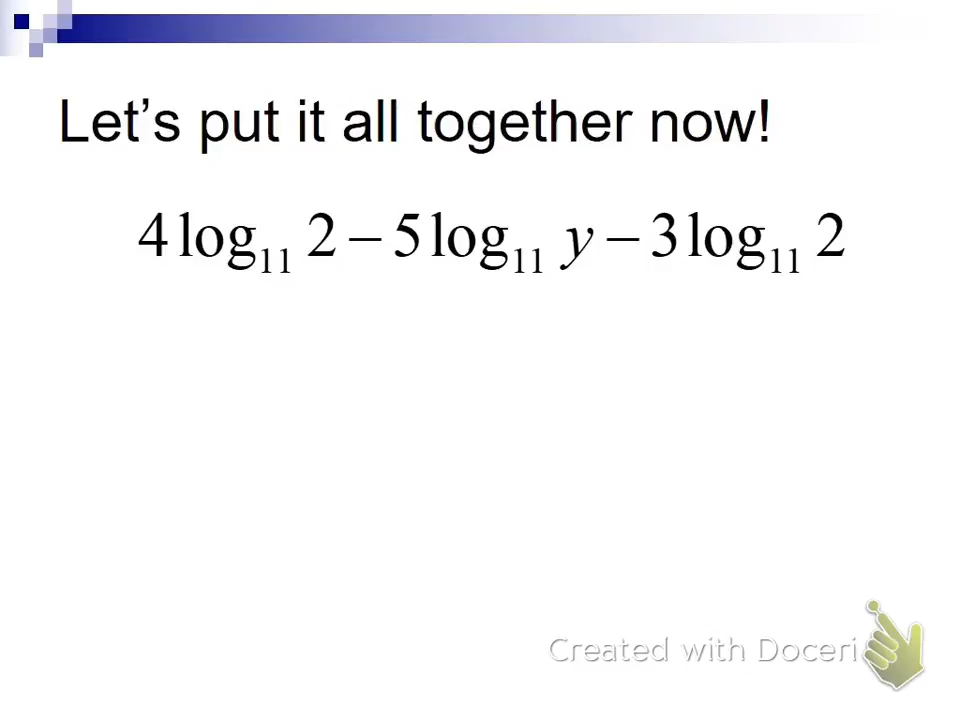 Let's put it all together now!
4 log₁₁ 2 − 5 log₁₁ y − 3 log₁₁ 2
Created with Doceri